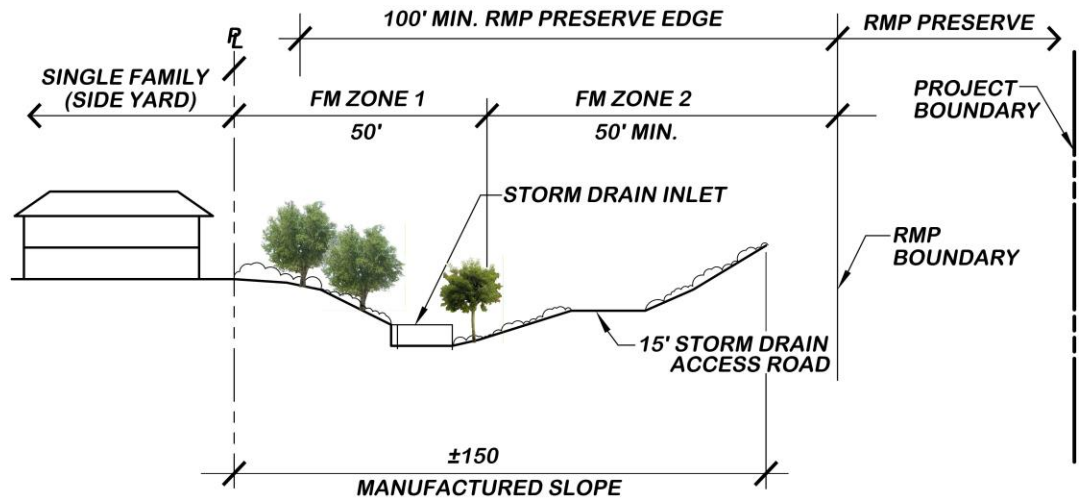 100' MIN. RMP PRESERVE EDGE
RMP PRESERVE
PL
SINGLE FAMILY
(SIDE YARD)
FM ZONE 1
50'
FM ZONE 2
50' MIN.
PROJECT
BOUNDARY
STORM DRAIN INLET
RMP
BOUNDARY
15' STORM DRAIN
ACCESS ROAD
±150
MANUFACTURED SLOPE